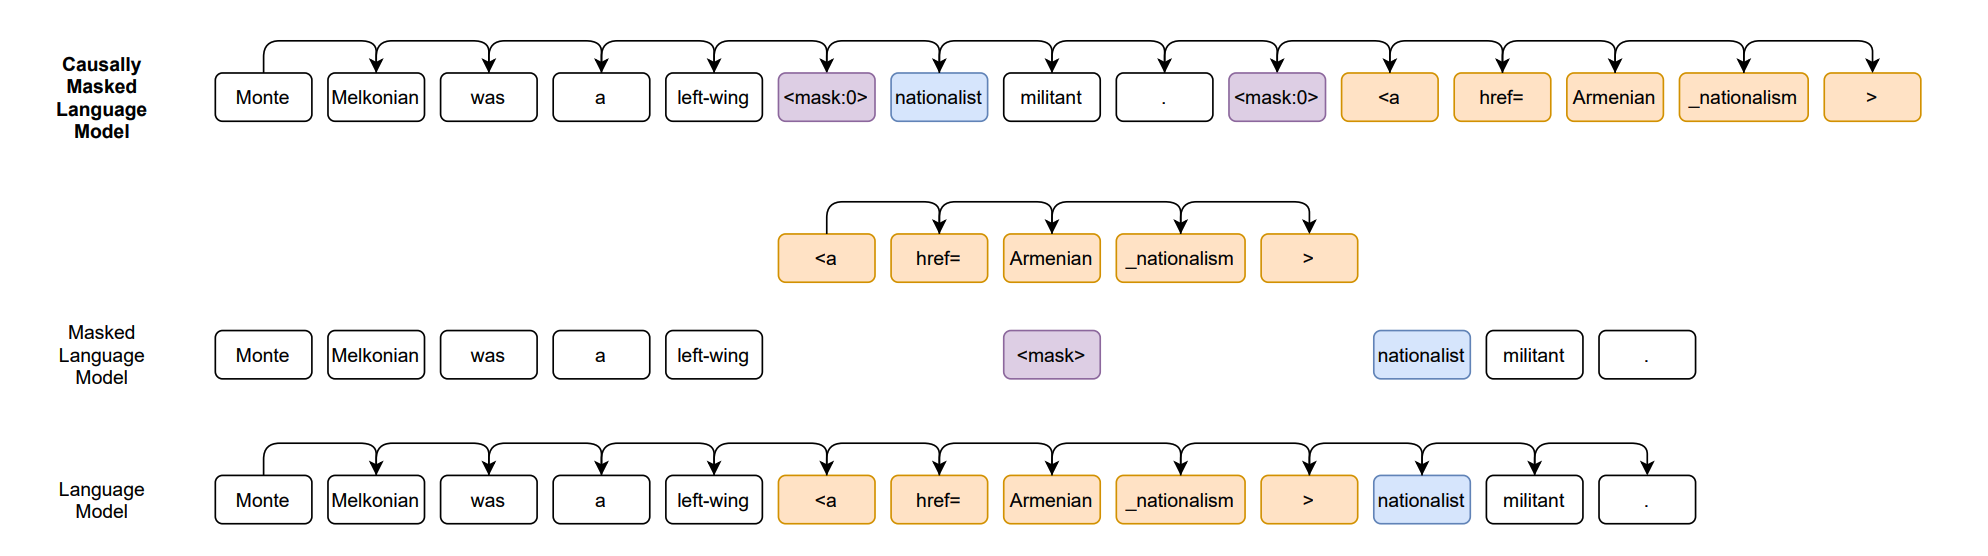 Causally
Masked
Language
Model
Monte Melkonian was a left-wing <mask:0> nationalist militant . <mask:0> <a href= Armenian _nationalism >
<a href= Armenian _nationalism >
Masked
Language
Model
Monte Melkonian was a left-wing <mask> nationalist militant .
Language
Model
Monte Melkonian was a left-wing <a href= Armenian _nationalism > nationalist militant .